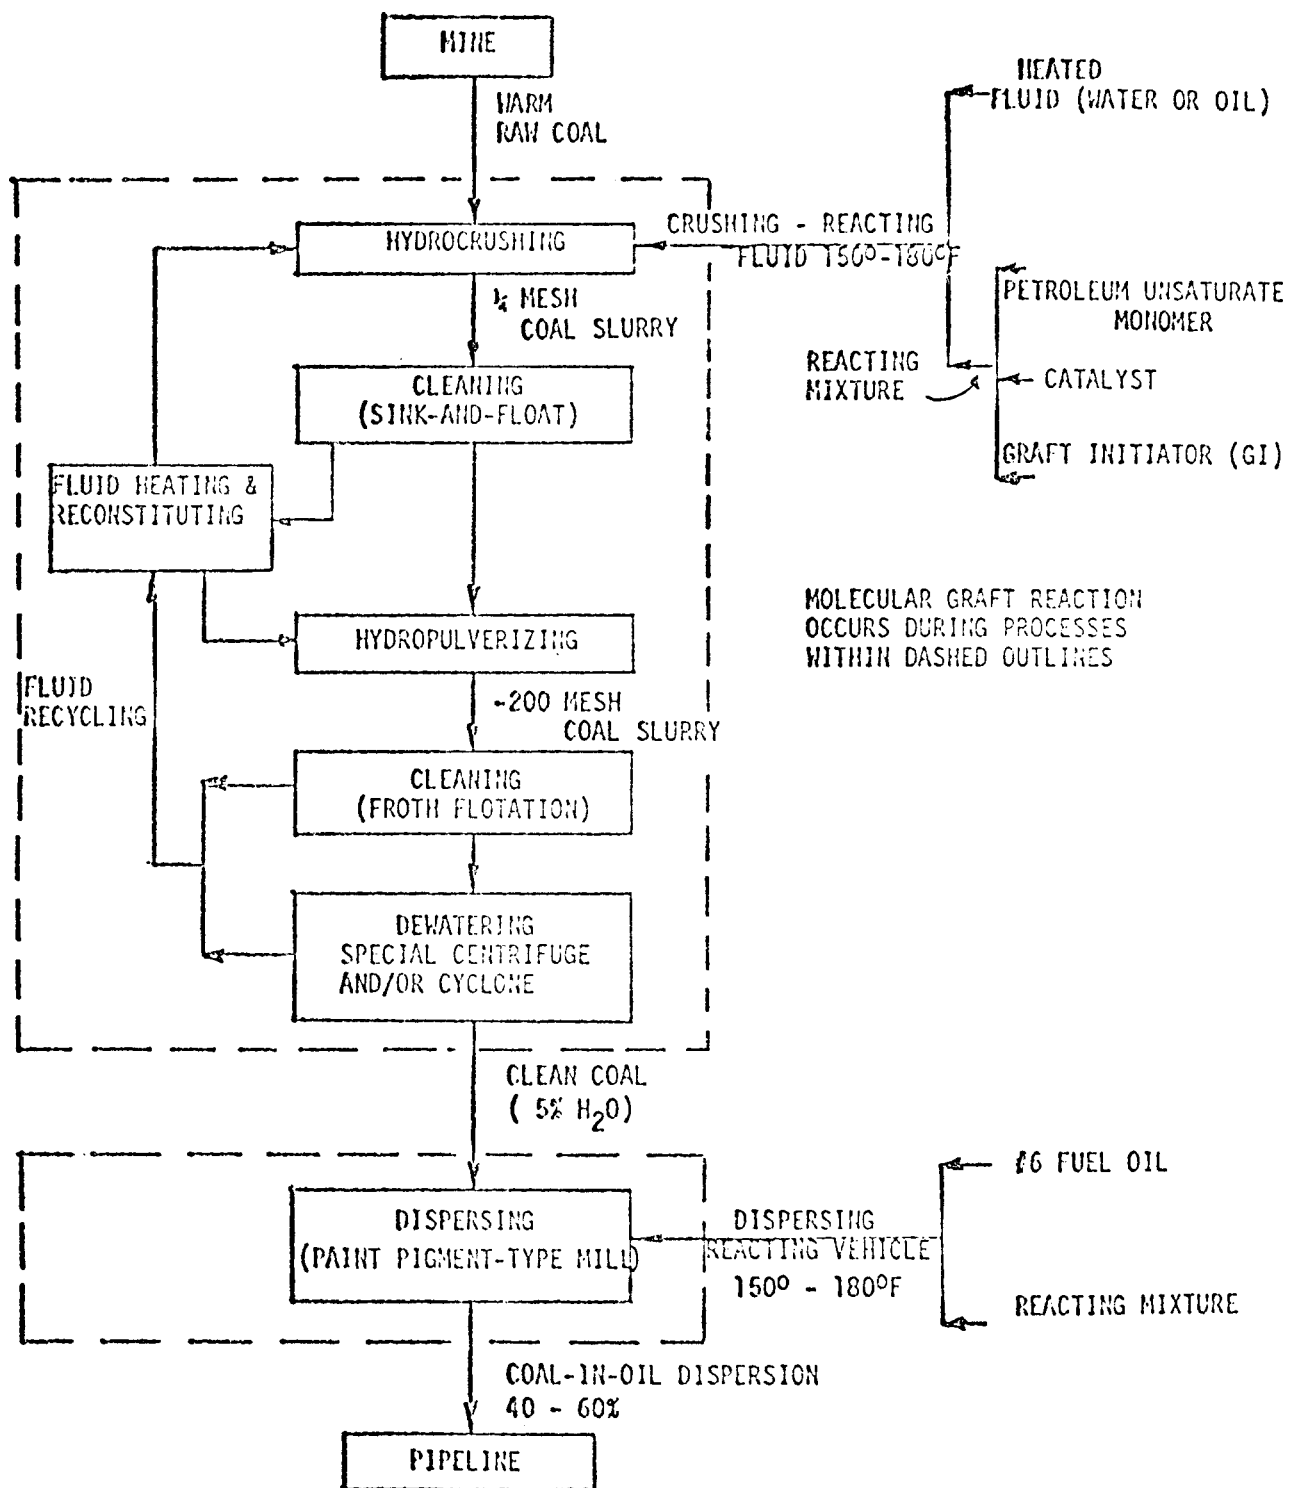 MINE
WARM
RAW COAL
HEATED
FLUID (WATER OR OIL)
HYDROCRUSHING
CRUSHING - REACTING
FLUID 150º-180ºF
¼ MESH
COAL SLURRY
PETROLEUM UNSATURATE
MONOMER
REACTING
MIXTURE
CATALYST
GRAFT INITIATOR (GI)
CLEANING
(SINK-AND-FLOAT)
FLUID HEATING &
RECONSTITUTING
MOLECULAR GRAFT REACTION
OCCURS DURING PROCESSES
WITHIN DASHED OUTLINES
HYDROPULVERIZING
FLUID
RECYCLING
-200 MESH
COAL SLURRY
CLEANING
(FROTH FLOTATION)
DEWATERING
SPECIAL CENTRIFUGE
AND/OR CYCLONE
CLEAN COAL
( 5% H₂O)
#6 FUEL OIL
DISPERSING
(PAINT PIGMENT-TYPE MILL)
DISPERSING
REACTING VEHICLE
150º - 180ºF
REACTING MIXTURE
COAL-IN-OIL DISPERSION
40 - 60%
PIPELINE